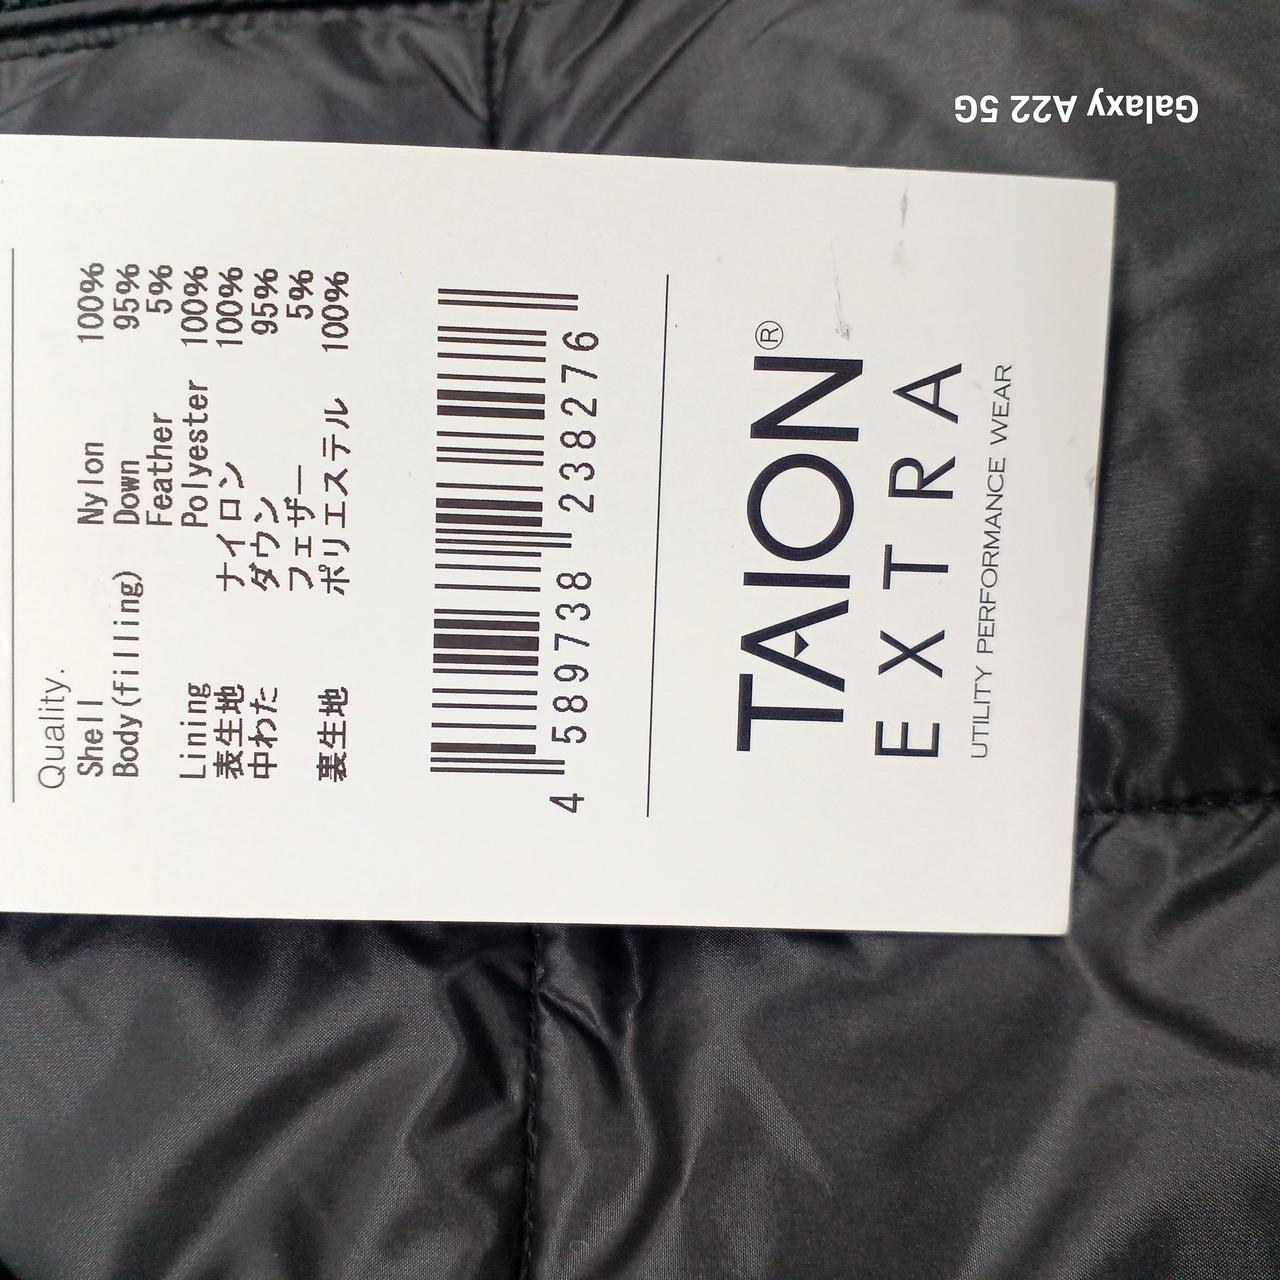 Quality.
Shell Nylon 100%
Body(filling) Down 95%
Feather 5%
Lining Polyester 100%
表生地 ナイロン 100%
中わた ダウン 95%
フェザー 5%
裏生地 ポリエステル 100%
4 589738 238276
TAION®
EXTRA
UTILITY PERFORMANCE WEAR
Galaxy A22 5G